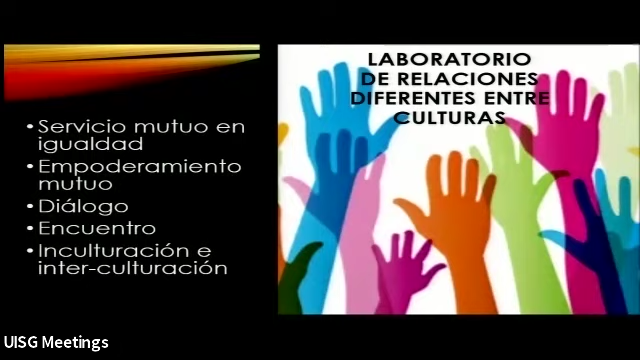 LABORATORIO
DE RELACIONES
DIFERENTES ENTRE
CULTURAS
• Servicio mutuo en
igualdad
• Empoderamiento
mutuo
• Diálogo
• Encuentro
• Inculturación e
inter-culturación
UISG Meetings